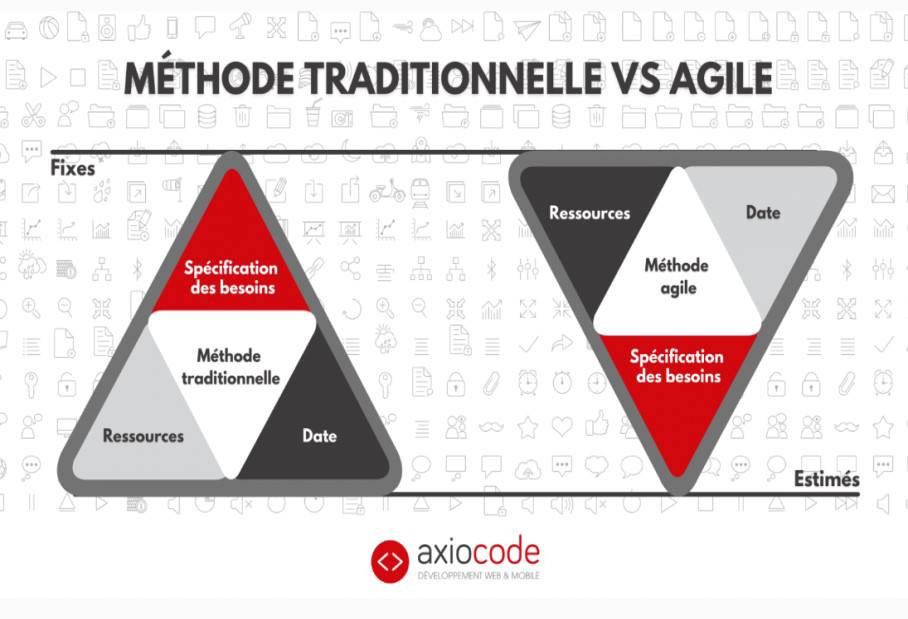 MÉTHODE TRADITIONNELLE VS AGILE
Fixes
Spécification
des besoins
Méthode
traditionnelle
Ressources
Date
Ressources
Date
Méthode
agile
Spécification
des besoins
Estimés
axiocode
DÉVELOPPEMENT WEB & MOBILE